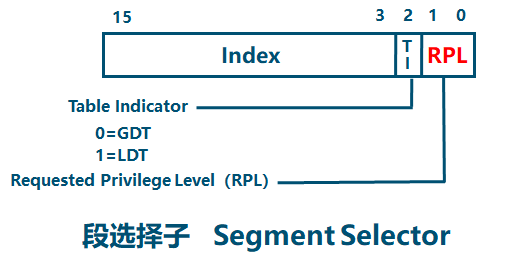 15 3 2 1 0
Index TI RPL
Table Indicator
0=GDT
1=LDT
Requested Privilege Level（RPL）
段选择子 Segment Selector